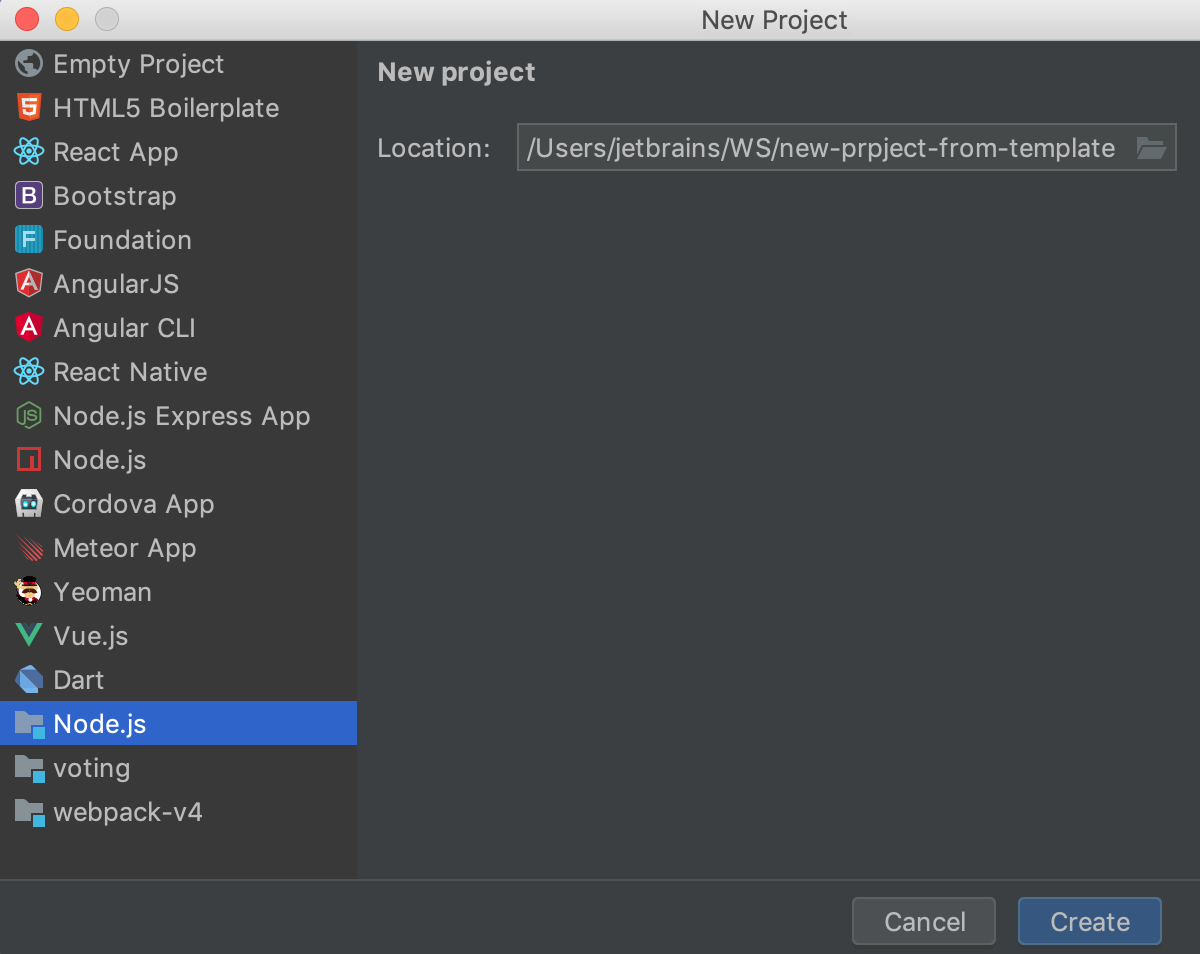 New Project
Empty Project
HTML5 Boilerplate
React App
Bootstrap
Foundation
AngularJS
Angular CLI
React Native
Node.js Express App
Node.js
Cordova App
Meteor App
Yeoman
Vue.js
Dart
Node.js
voting
webpack-v4
New project
Location: /Users/jetbrains/WS/new-prpject-from-template
Cancel Create